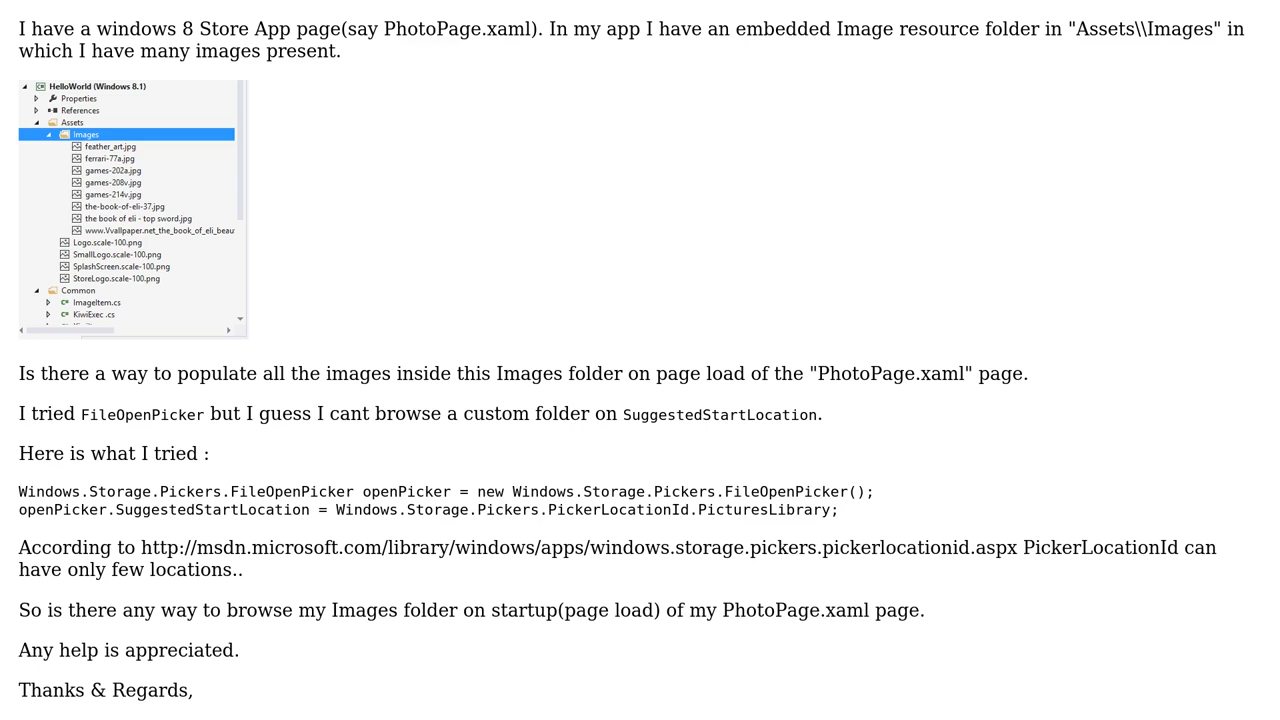 I have a windows 8 Store App page(say PhotoPage.xaml). In my app I have an embedded Image resource folder in "Assets\\Images" in
which I have many images present.
HelloWorld (Windows 8.1)
Properties
References
Assets
Images
feather_art.jpg
ferrari-77a.jpg
games-202a.jpg
games-208v.jpg
games-214v.jpg
the-book-of-eli-37.jpg
the book of eli - top sword.jpg
www.Vvallpaper.net_the_book_of_eli_beau
Logo.scale-100.png
SmallLogo.scale-100.png
SplashScreen.scale-100.png
StoreLogo.scale-100.png
Common
ImageItem.cs
KiwiExec .cs
Is there a way to populate all the images inside this Images folder on page load of the "PhotoPage.xaml" page.
I tried FileOpenPicker but I guess I cant browse a custom folder on SuggestedStartLocation.
Here is what I tried :
Windows.Storage.Pickers.FileOpenPicker openPicker = new Windows.Storage.Pickers.FileOpenPicker();
openPicker.SuggestedStartLocation = Windows.Storage.Pickers.PickerLocationId.PicturesLibrary;
According to http://msdn.microsoft.com/library/windows/apps/windows.storage.pickers.pickerlocationid.aspx PickerLocationId can
have only few locations..
So is there any way to browse my Images folder on startup(page load) of my PhotoPage.xaml page.
Any help is appreciated.
Thanks & Regards,